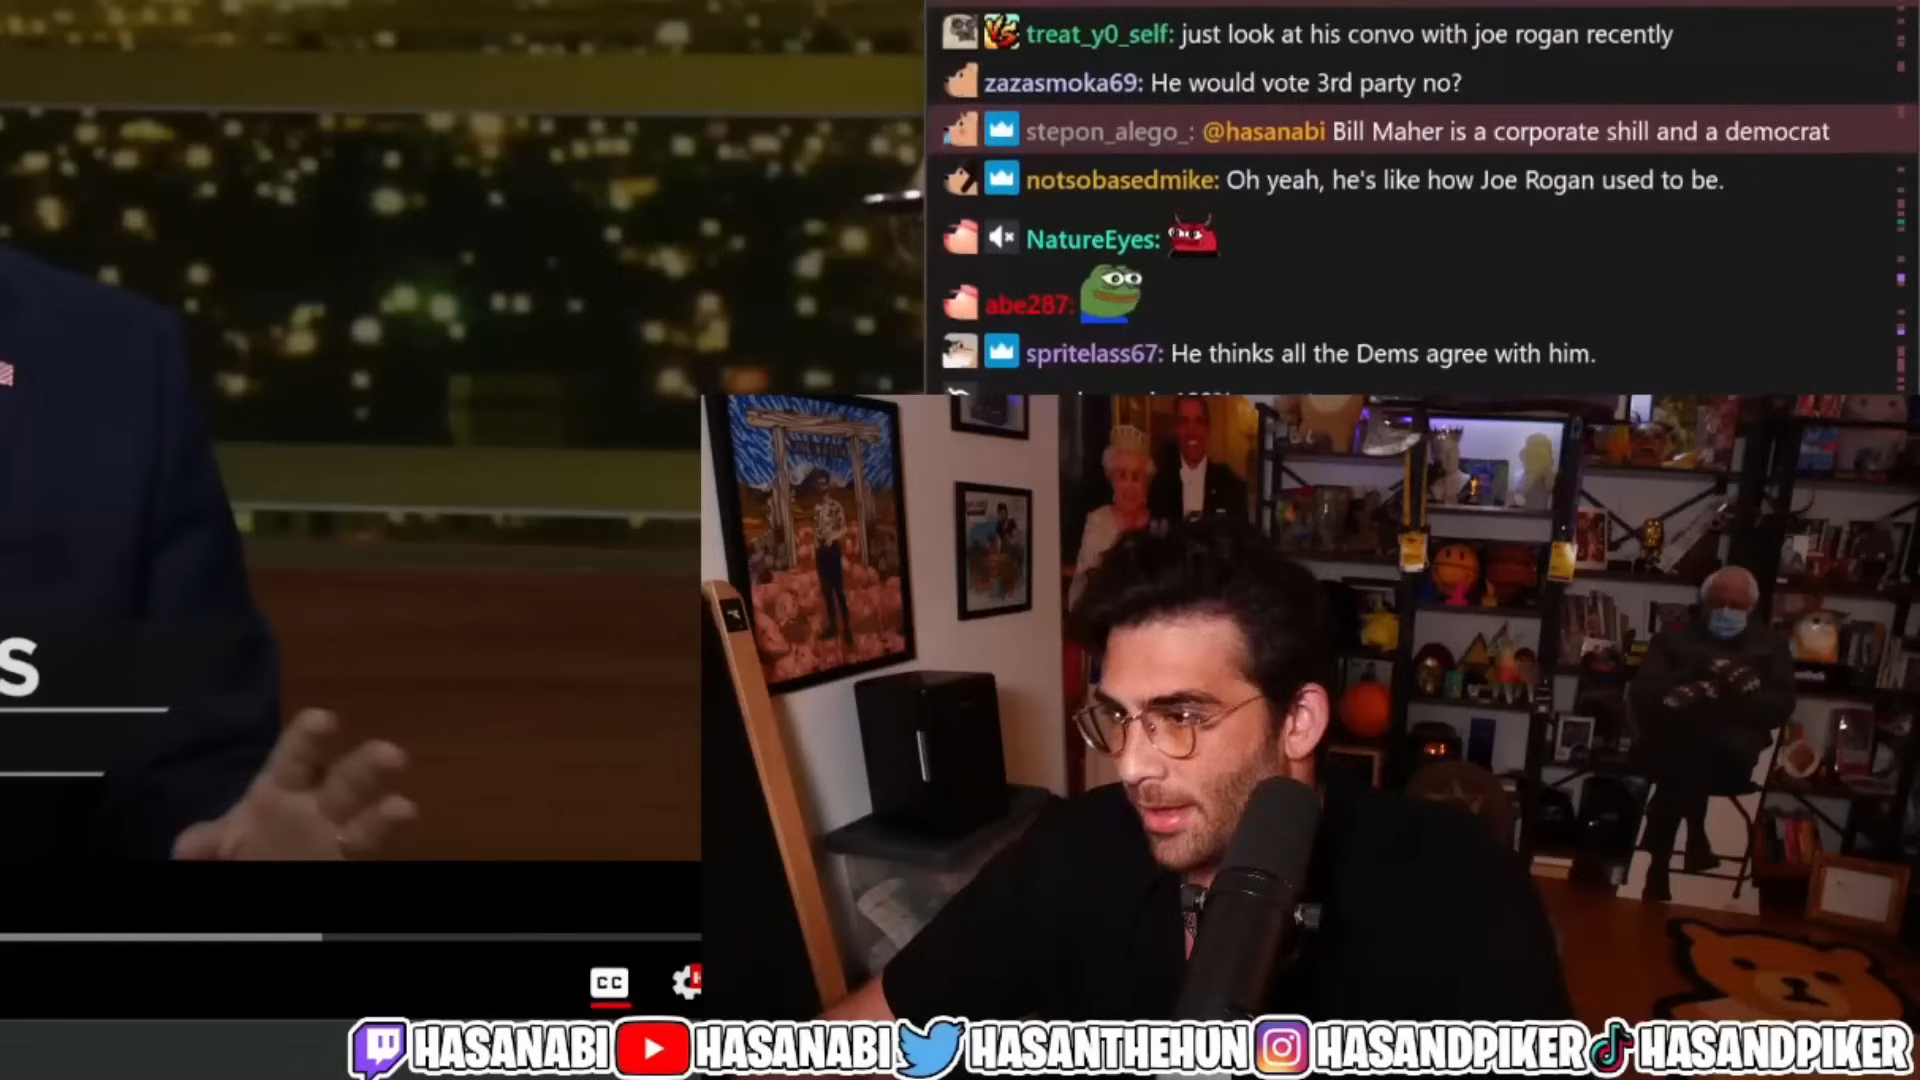 treat_y0_self: just look at his convo with joe rogan recently
zazasmoka69: He would vote 3rd party no?
stepon_alego_: @hasanabi Bill Maher is a corporate shill and a democrat
notsobasedmike: Oh yeah, he's like how Joe Rogan used to be.
NatureEyes:
abe287:
spritelass67: He thinks all the Dems agree with him.
S
CC
HASANABI HASANABI HASANTHEHUN HASANDPIKER HASANDPIKER